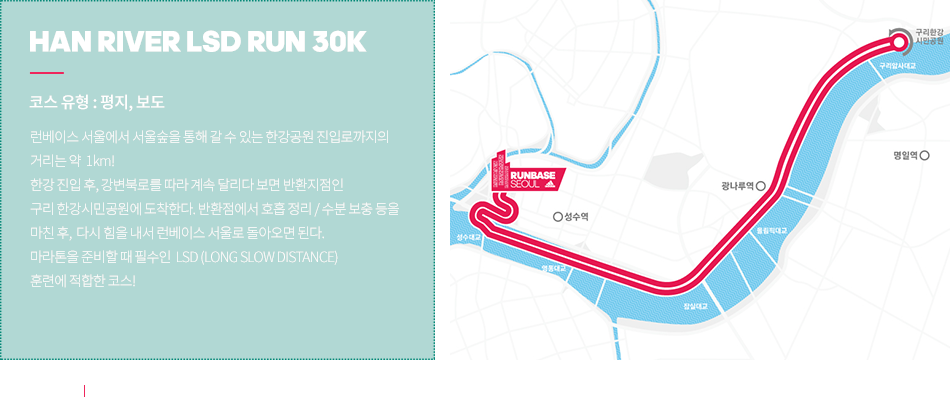 HAN RIVER LSD RUN 30K
코스 유형 : 평지, 보도
런베이스 서울에서 서울숲을 통해 갈 수 있는 한강공원 진입로까지의
거리는 약 1km!
한강 진입 후, 강변북로를 따라 계속 달리다 보면 반환지점인
구리 한강시민공원에 도착한다. 반환점에서 호흡 정리 / 수분 보충 등을
마친 후, 다시 힘을 내서 런베이스 서울로 돌아오면 된다.
마라톤을 준비할 때 필수인 LSD (LONG SLOW DISTANCE)
훈련에 적합한 코스!
구리한강
시민공원
구리암사대교
명일역
광나루역
RUNBASE
SEOUL
성수역
올림픽대교
성수대교
영동대교
잠실대교